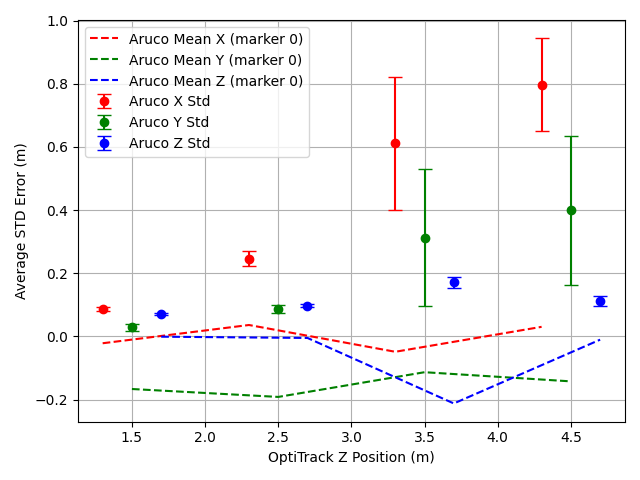 Aruco Mean X (marker 0)
Aruco Mean Y (marker 0)
Aruco Mean Z (marker 0)
Aruco X Std
Aruco Y Std
Aruco Z Std
Average STD Error (m)
1.0
0.8
0.6
0.4
0.2
0.0
−0.2
1.5 2.0 2.5 3.0 3.5 4.0 4.5
OptiTrack Z Position (m)